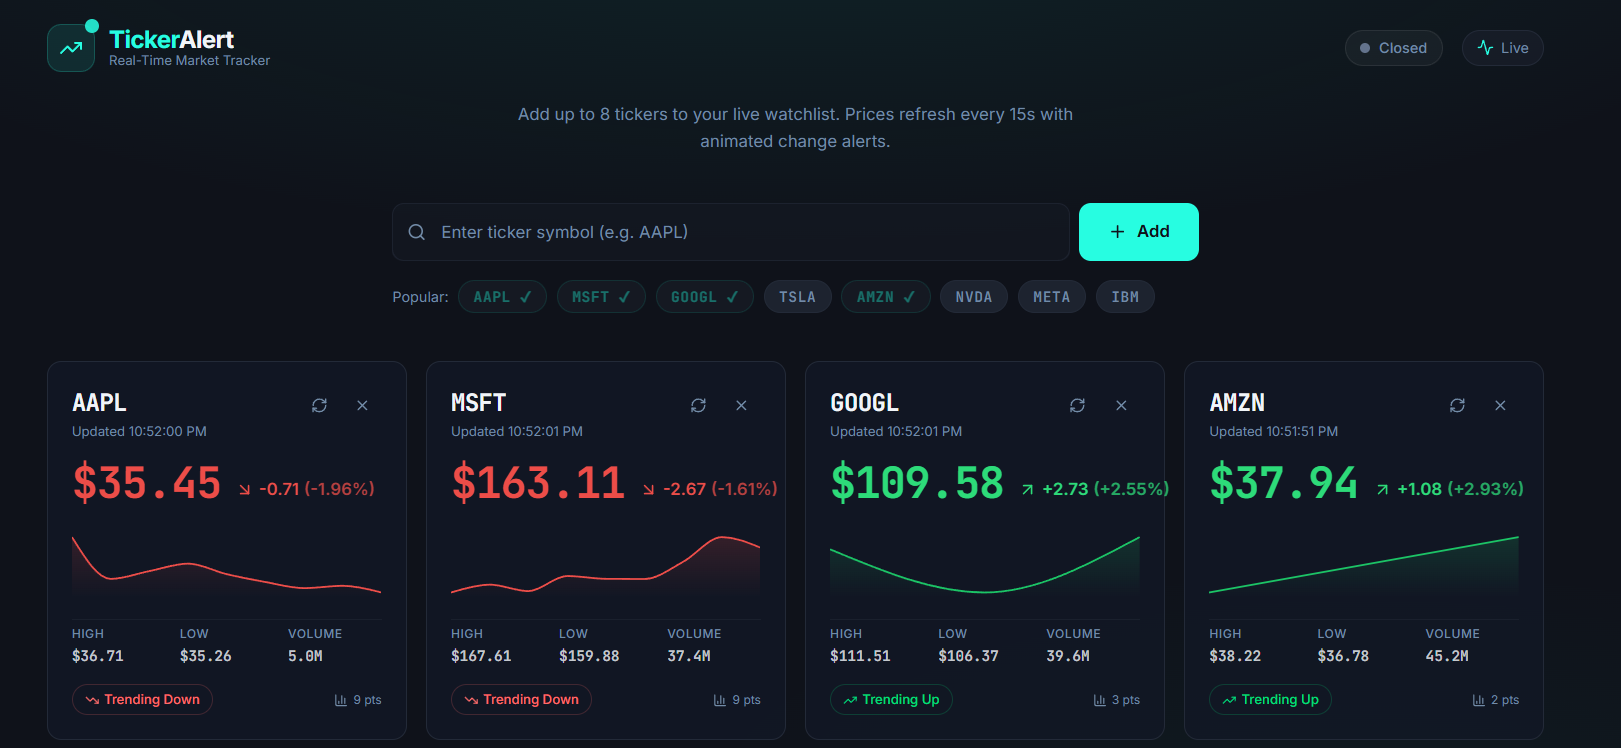 TickerAlert
Real-Time Market Tracker
Closed
Live
Add up to 8 tickers to your live watchlist. Prices refresh every 15s with
animated change alerts.
Enter ticker symbol (e.g. AAPL)
+ Add
Popular: AAPL ✓ MSFT ✓ GOOGL ✓ TSLA AMZN ✓ NVDA META IBM
AAPL
Updated 10:52:00 PM
$35.45 ↘ -0.71 (-1.96%)
HIGH LOW VOLUME
$36.71 $35.26 5.0M
Trending Down 9 pts
MSFT
Updated 10:52:01 PM
$163.11 ↘ -2.67 (-1.61%)
HIGH LOW VOLUME
$167.61 $159.88 37.4M
Trending Down 9 pts
GOOGL
Updated 10:52:01 PM
$109.58 ↗ +2.73 (+2.55%)
HIGH LOW VOLUME
$111.51 $106.37 39.6M
Trending Up 3 pts
AMZN
Updated 10:51:51 PM
$37.94 ↗ +1.08 (+2.93%)
HIGH LOW VOLUME
$38.22 $36.78 45.2M
Trending Up 2 pts